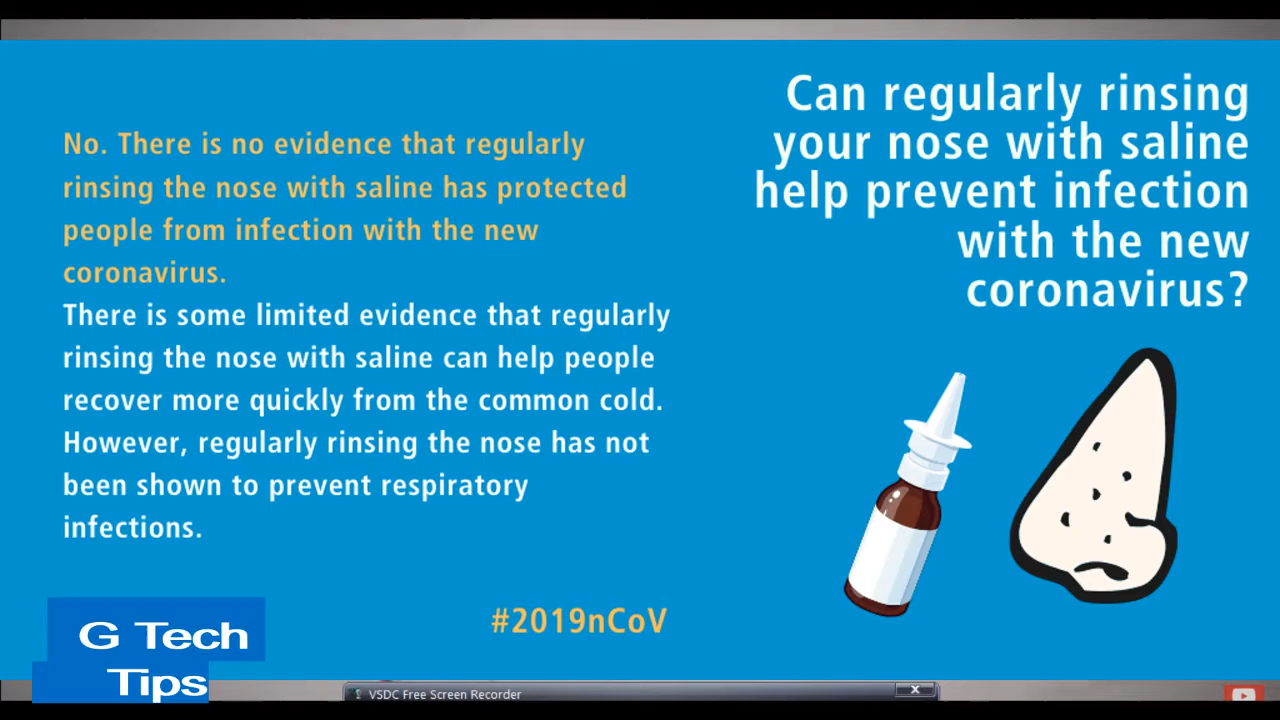 Can regularly rinsing
your nose with saline
help prevent infection
with the new
coronavirus?
No. There is no evidence that regularly
rinsing the nose with saline has protected
people from infection with the new
coronavirus.
There is some limited evidence that regularly
rinsing the nose with saline can help people
recover more quickly from the common cold.
However, regularly rinsing the nose has not
been shown to prevent respiratory
infections.
#2019nCoV
G Tech
Tips
VSDC Free Screen Recorder